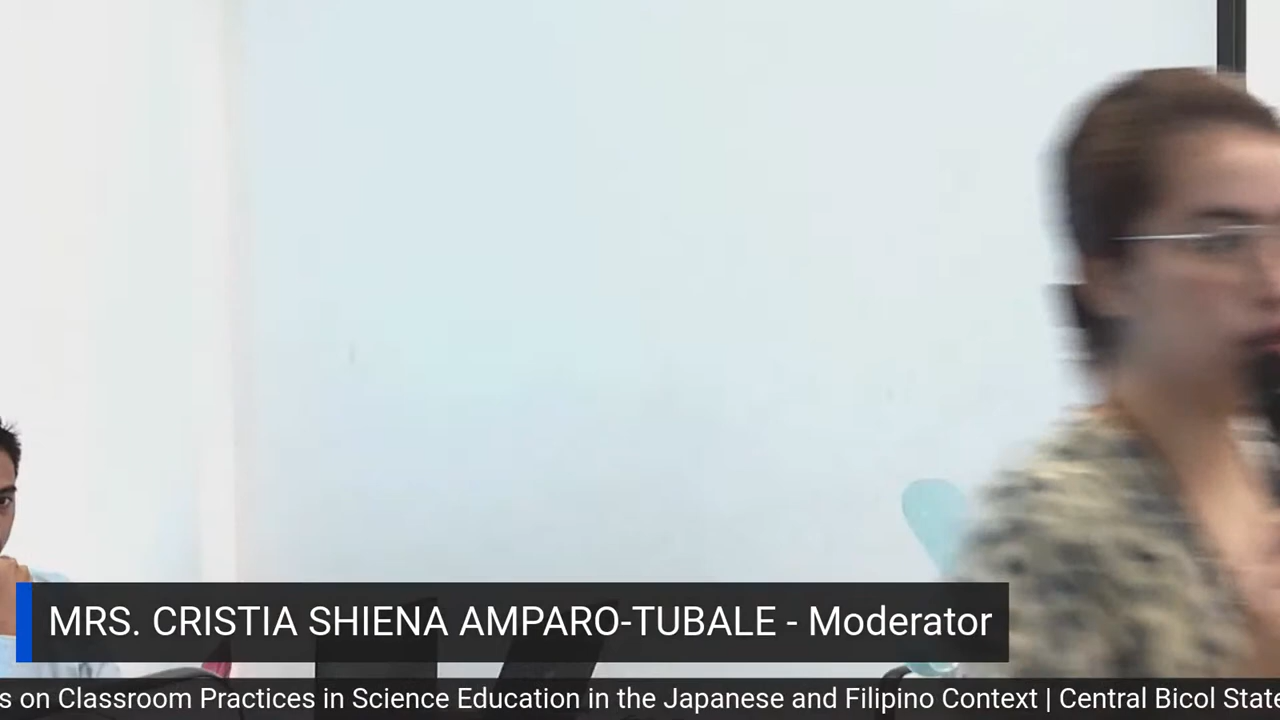 MRS. CRISTIA SHIENA AMPARO-TUBALE - Moderator
s on Classroom Practices in Science Education in the Japanese and Filipino Context | Central Bicol State